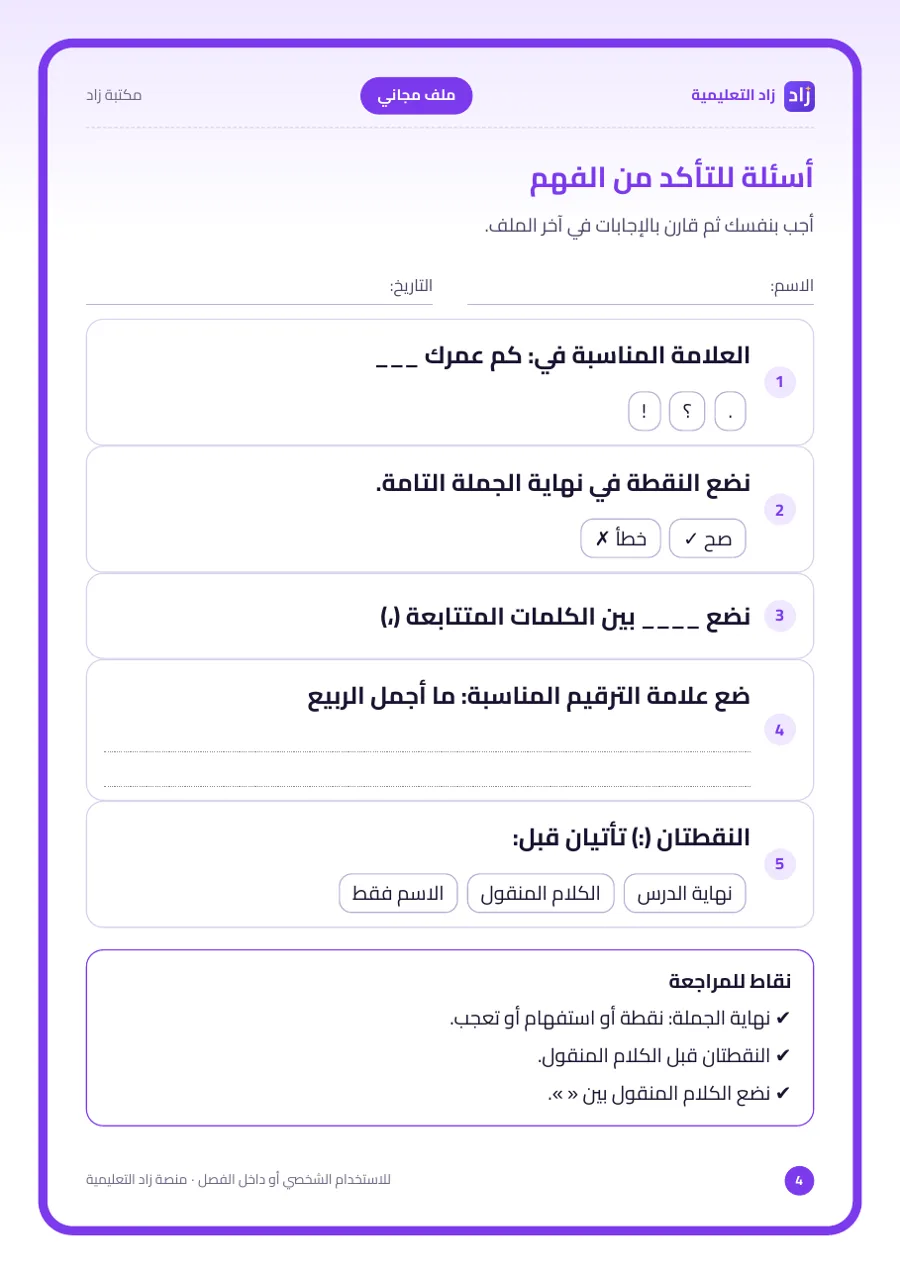 زاد زاد التعليمية
ملف مجاني
مكتبة زاد
أسئلة للتأكد من الفهم
أجب بنفسك ثم قارن بالإجابات في آخر الملف.
الاسم:
التاريخ:
1
العلامة المناسبة في: كم عمرك ___
. ؟ !
2
نضع النقطة في نهاية الجملة التامة.
صح ✓ خطأ ✗
3
نضع ____ بين الكلمات المتتابعة (،)
4
ضع علامة الترقيم المناسبة: ما أجمل الربيع
5
النقطتان (:) تأتيان قبل:
نهاية الدرس الكلام المنقول الاسم فقط
نقاط للمراجعة
✔ نهاية الجملة: نقطة أو استفهام أو تعجب.
✔ النقطتان قبل الكلام المنقول.
✔ نضع الكلام المنقول بين « ».
4
للاستخدام الشخصي أو داخل الفصل · منصة زاد التعليمية